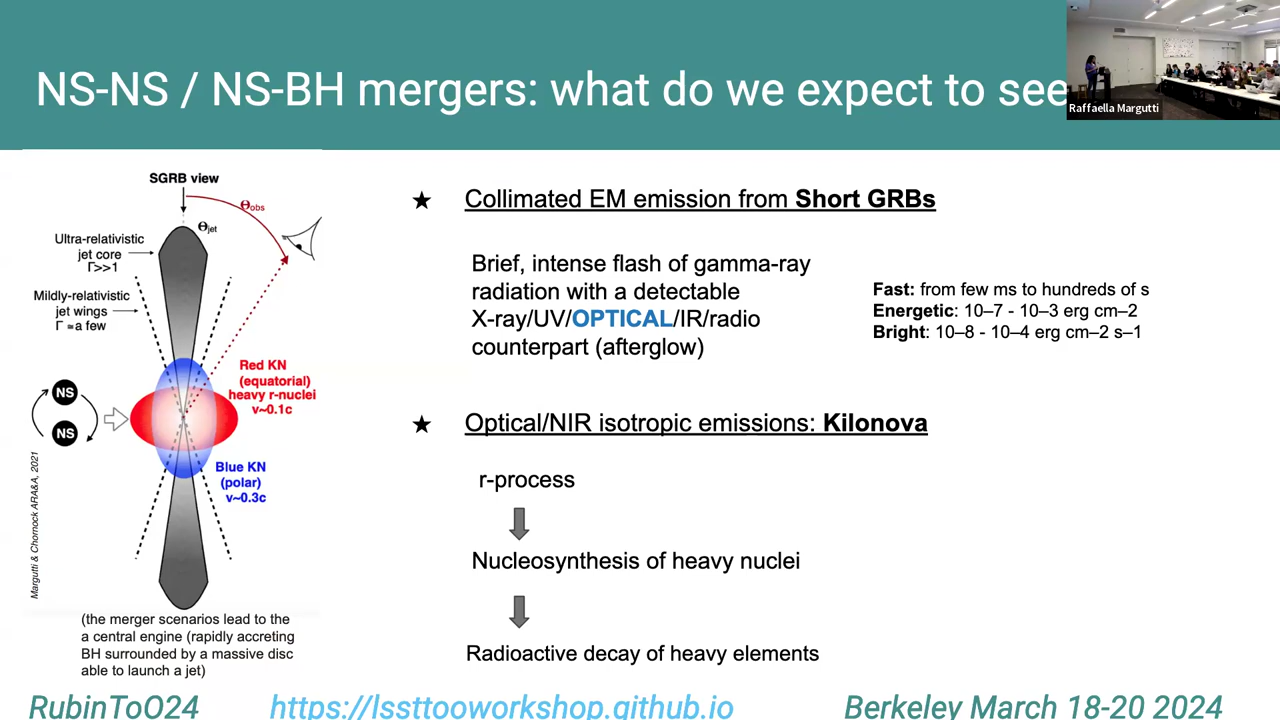 NS-NS / NS-BH mergers: what do we expect to see
Raffaella Margutti
SGRB view
Θobs
Θjet
Ultra-relativistic
jet core
Γ>>1
Mildly-relativistic
jet wings
Γ ≈a few
Red KN
(equatorial)
heavy r-nuclei
v~0.1c
NS
NS
Blue KN
(polar)
v~0.3c
Margutti & Chornock ARA&A, 2021
(the merger scenarios lead to the
a central engine (rapidly accreting
BH surrounded by a massive disc
able to launch a jet)
★ Collimated EM emission from Short GRBs
Brief, intense flash of gamma-ray
radiation with a detectable
X-ray/UV/OPTICAL/IR/radio
counterpart (afterglow)
Fast: from few ms to hundreds of s
Energetic: 10–7 - 10–3 erg cm–2
Bright: 10–8 - 10–4 erg cm–2 s–1
★ Optical/NIR isotropic emissions: Kilonova
r-process
Nucleosynthesis of heavy nuclei
Radioactive decay of heavy elements
RubinToO24
https://lssttooworkshop.github.io
Berkeley March 18-20 2024